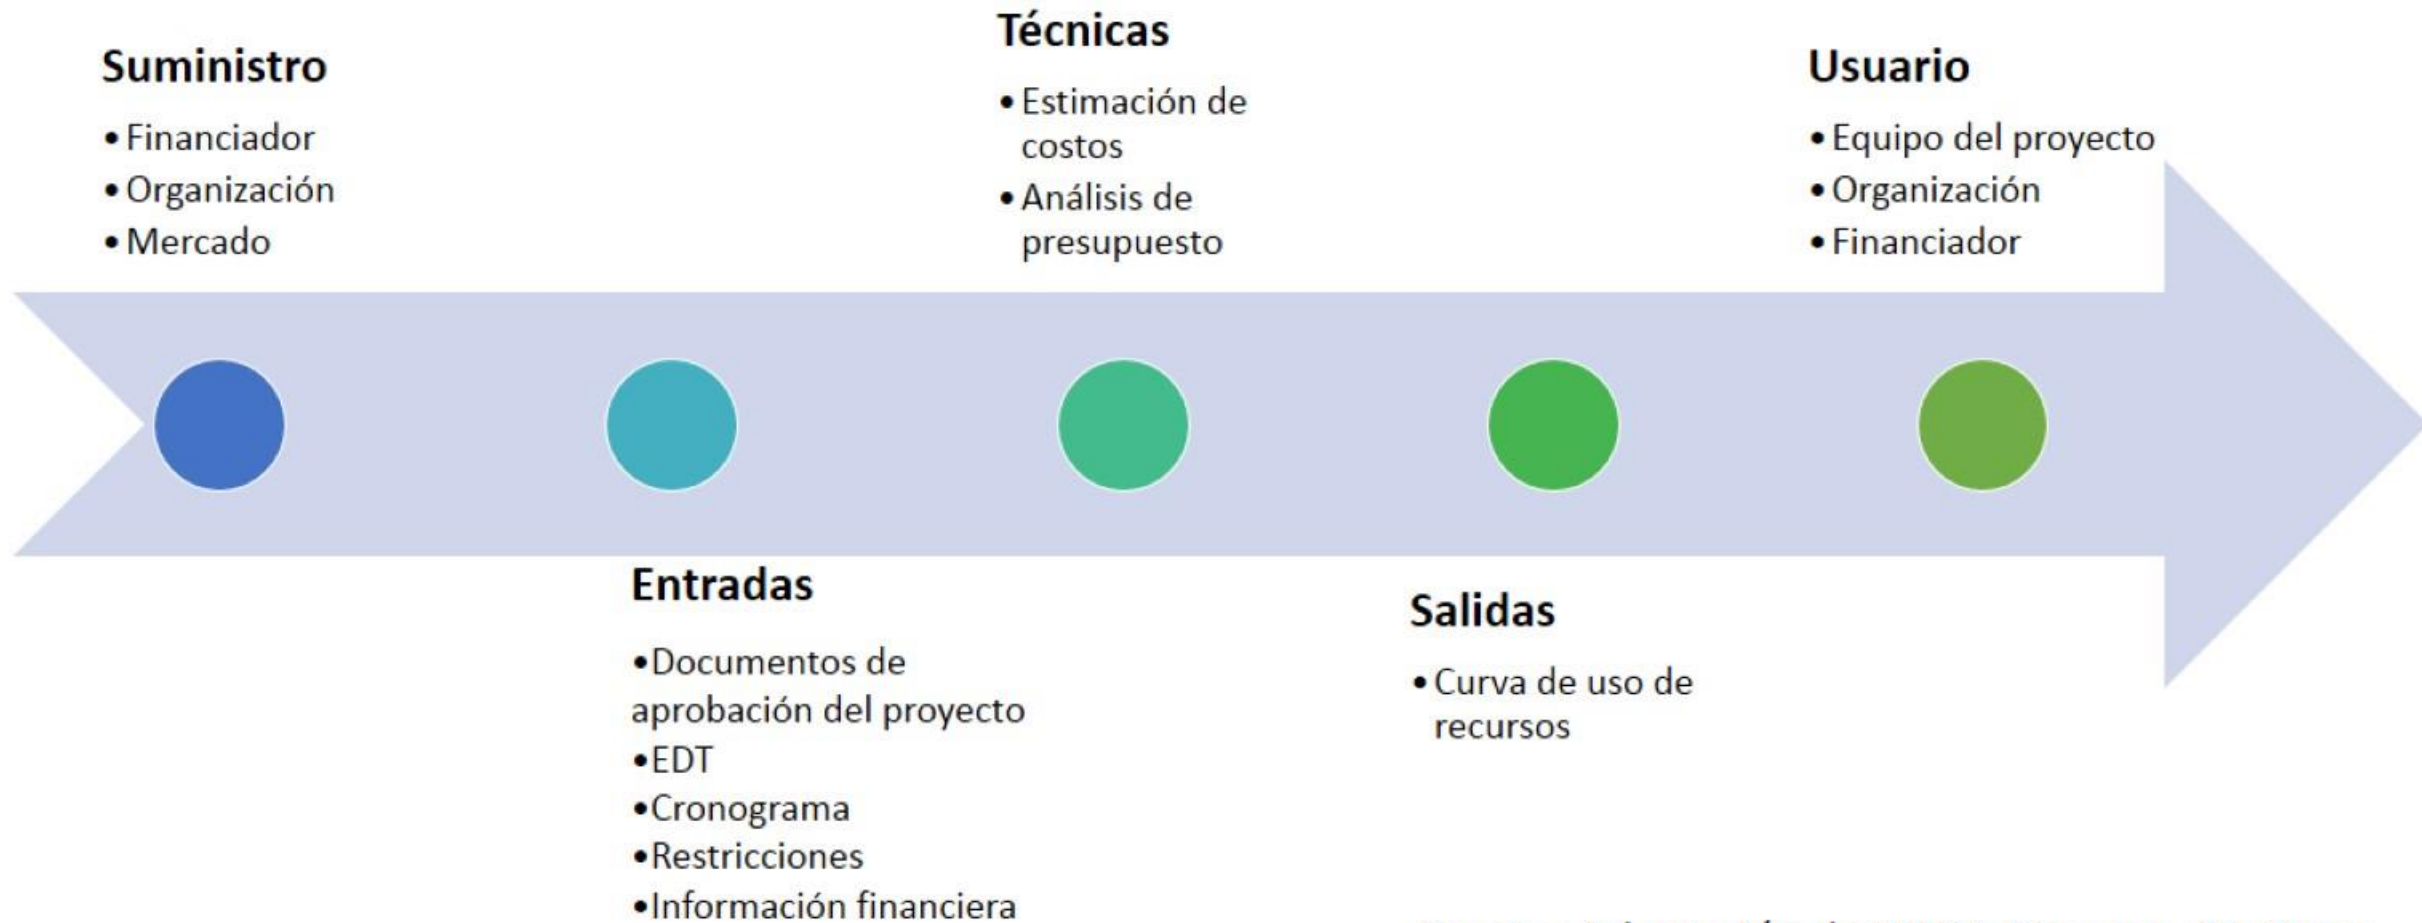 Suministro
• Financiador
• Organización
• Mercado
Entradas
•Documentos de
aprobación del proyecto
•EDT
•Cronograma
•Restricciones
•Información financiera
Técnicas
• Estimación de
costos
• Análisis de
presupuesto
Salidas
• Curva de uso de
recursos
Usuario
• Equipo del proyecto
• Organización
• Financiador